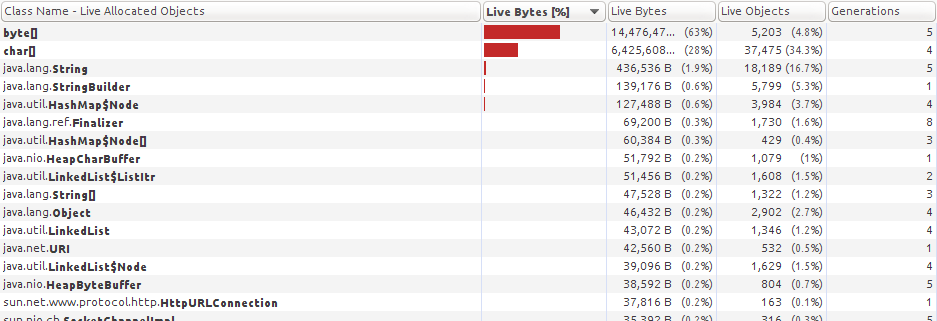 Class Name - Live Allocated Objects Live Bytes [%] Live Bytes Live Objects Generations
byte[] 14,476,47... (63%) 5,203 (4.8%) 5
char[] 6,425,608... (28%) 37,475 (34.3%) 4
java.lang.String 436,536 B (1.9%) 18,189 (16.7%) 5
java.lang.StringBuilder 139,176 B (0.6%) 5,799 (5.3%) 1
java.util.HashMap$Node 127,488 B (0.6%) 3,984 (3.7%) 4
java.lang.ref.Finalizer 69,200 B (0.3%) 1,730 (1.6%) 8
java.util.HashMap$Node[] 60,384 B (0.3%) 429 (0.4%) 3
java.nio.HeapCharBuffer 51,792 B (0.2%) 1,079 (1%) 1
java.util.LinkedList$ListItr 51,456 B (0.2%) 1,608 (1.5%) 2
java.lang.String[] 47,528 B (0.2%) 1,322 (1.2%) 3
java.lang.Object 46,432 B (0.2%) 2,902 (2.7%) 4
java.util.LinkedList 43,072 B (0.2%) 1,346 (1.2%) 4
java.net.URI 42,560 B (0.2%) 532 (0.5%) 1
java.util.LinkedList$Node 39,096 B (0.2%) 1,629 (1.5%) 4
java.nio.HeapByteBuffer 38,592 B (0.2%) 804 (0.7%) 5
sun.net.www.protocol.http.HttpURLConnection 37,816 B (0.2%) 163 (0.1%) 1
sun.nio.ch.SocketChannelImpl 35,392 B (0.2%) 316 (0.3%) 5